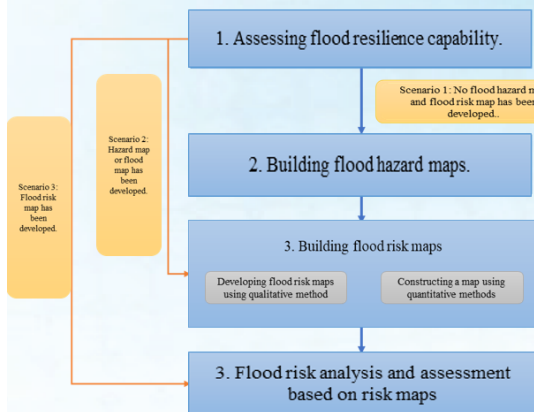 1. Assessing flood resilience capability.
Scenario 1: No flood hazard
and flood risk map has been
developed..
Scenario 2:
Hazard map
or flood
map has
been
developed.
Scenario 3:
Flood risk
map has
been
developed.
2. Building flood hazard maps.
3. Building flood risk maps
Developing flood risk maps
using qualitative method
Constructing a map using
quantitative methods
3. Flood risk analysis and assessment
based on risk maps